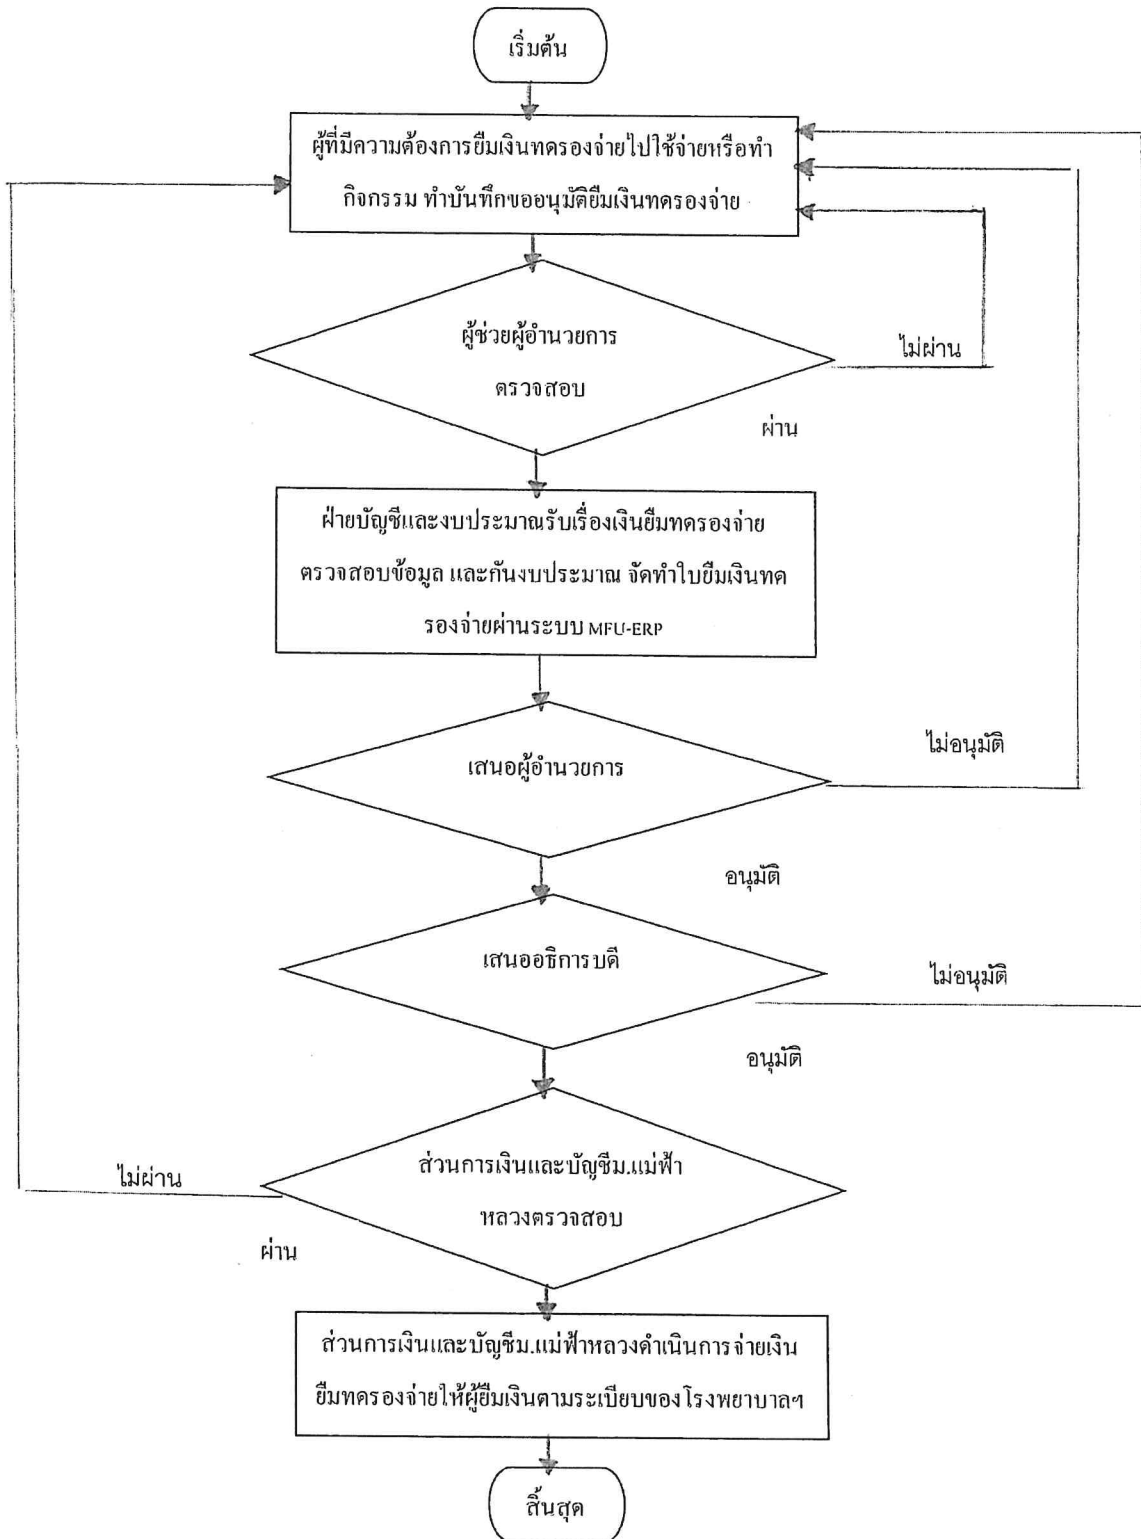 เริ่มต้น
ผู้ที่มีความต้องการยืมเงินทดรองจ่ายไปใช้จ่ายหรือทำ
กิจกรรม ทำบันทึกขออนุมัติยืมเงินทดรองจ่าย
ผู้ช่วยผู้อำนวยการ
ตรวจสอบ
ไม่ผ่าน
ผ่าน
ฝ่ายบัญชีและงบประมาณรับเรื่องเงินยืมทดรองจ่าย
ตรวจสอบข้อมูล และกันงบประมาณ จัดทำใบยืมเงินทด
รองจ่ายผ่านระบบ MFU-ERP
เสนอผู้อำนวยการ
ไม่อนุมัติ
อนุมัติ
เสนออธิการบดี
ไม่อนุมัติ
อนุมัติ
ส่วนการเงินและบัญชีม.แม่ฟ้า
หลวงตรวจสอบ
ไม่ผ่าน
ผ่าน
ส่วนการเงินและบัญชีม.แม่ฟ้าหลวงดำเนินการจ่ายเงิน
ยืมทดรองจ่ายให้ผู้ยืมเงินตามระเบียบของโรงพยาบาลฯ
สิ้นสุด